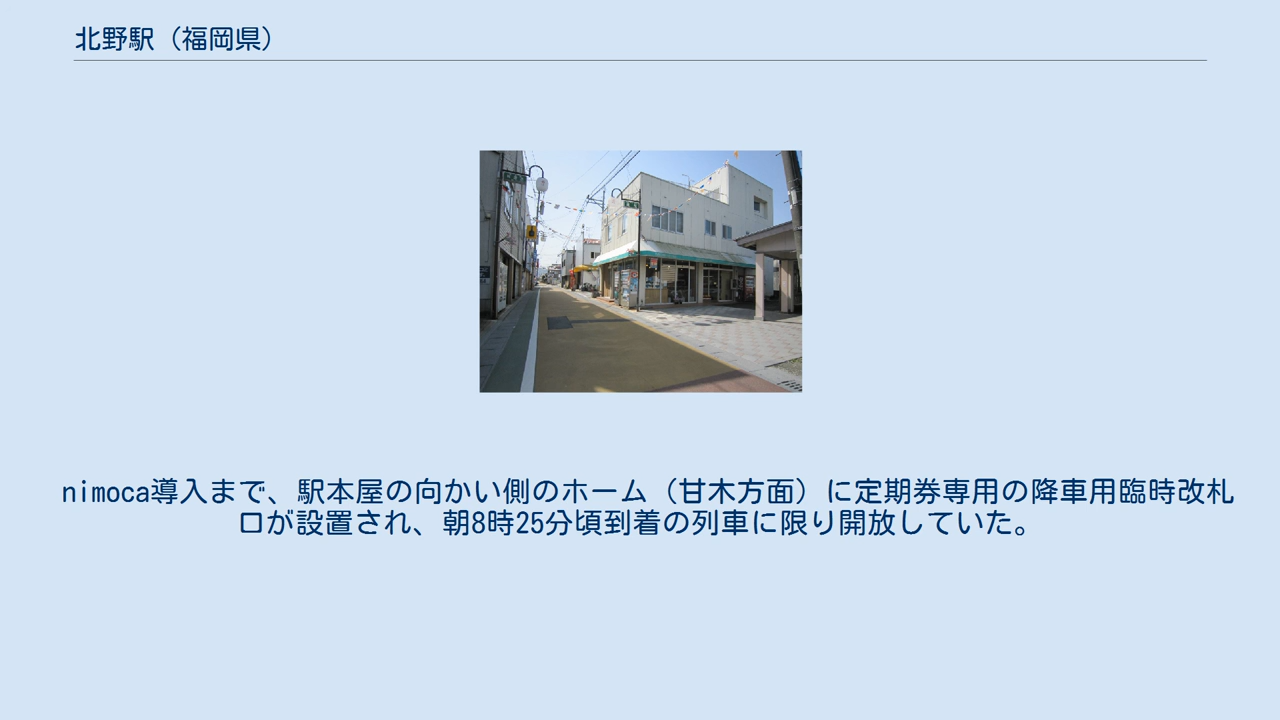 北野駅（福岡県）
nimoca導入まで、駅本屋の向かい側のホーム（甘木方面）に定期券専用の降車用臨時改札
口が設置され、朝8時25分頃到着の列車に限り開放していた。